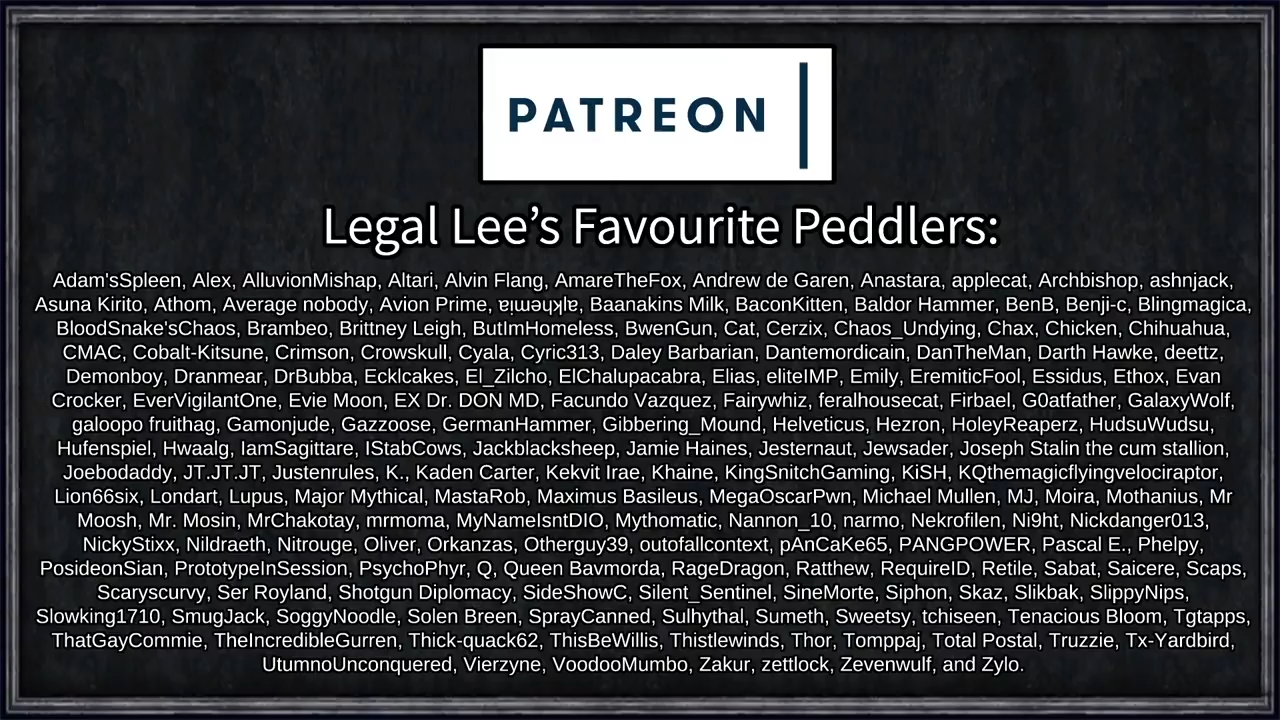 PATREON
Legal Lee’s Favourite Peddlers:
Adam'sSpleen, Alex, AlluvionMishap, Altari, Alvin Flang, AmareTheFox, Andrew de Garen, Anastara, applecat, Archbishop, ashnjack,
Asuna Kirito, Athom, Average nobody, Avion Prime, Baanakins Milk, BaconKitten, Baldor Hammer, BenB, Benji-c, Blingmagica,
BloodSnake'sChaos, Brambeo, Brittney Leigh, ButImHomeless, BwenGun, Cat, Cerzix, Chaos_Undying, Chax, Chicken, Chihuahua,
CMAC, Cobalt-Kitsune, Crimson, Crowskull, Cyala, Cyric313, Daley Barbarian, Dantemordicain, DanTheMan, Darth Hawke, deettz,
Demonboy, Dranmear, DrBubba, Ecklcakes, El_Zilcho, ElChalupacabra, Elias, eliteIMP, Emily, EremiticFool, Essidus, Ethox, Evan
Crocker, EverVigilantOne, Evie Moon, EX Dr. DON MD, Facundo Vazquez, Fairywhiz, feralhousecat, Firbael, G0atfather, GalaxyWolf,
galoopo fruithag, Gamonjude, Gazzoose, GermanHammer, Gibbering_Mound, Helveticus, Hezron, HoleyReaperz, HudsuWudsu,
Hufenspiel, Hwaalg, IamSagittare, IStabCows, Jackblacksheep, Jamie Haines, Jesternaut, Jewsader, Joseph Stalin the cum stallion,
Joebodaddy, JT.JT.JT, Justenrules, K., Kaden Carter, Kekvit Irae, Khaine, KingSnitchGaming, KiSH, KQthemagicflyingvelociraptor,
Lion66six, Londart, Lupus, Major Mythical, MastaRob, Maximus Basileus, MegaOscarPwn, Michael Mullen, MJ, Moira, Mothanius, Mr
Moosh, Mr. Mosin, MrChakotay, mrmoma, MyNameIsntDIO, Mythomatic, Nannon_10, narmo, Nekrofilen, Ni9ht, Nickdanger013,
NickyStixx, Nildraeth, Nitrouge, Oliver, Orkanzas, Otherguy39, outofallcontext, pAnCaKe65, PANGPOWER, Pascal E., Phelpy,
PosideonSian, PrototypeInSession, PsychoPhyr, Q, Queen Bavmorda, RageDragon, Ratthew, RequireID, Retile, Sabat, Saicere, Scaps,
Scaryscurvy, Ser Royland, Shotgun Diplomacy, SideShowC, Silent_Sentinel, SineMorte, Siphon, Skaz, Slikbak, SlippyNips,
Slowking1710, SmugJack, SoggyNoodle, Solen Breen, SprayCanned, Sulhythal, Sumeth, Sweetsy, tchiseen, Tenacious Bloom, Tgtapps,
ThatGayCommie, TheIncredibleGurren, Thick-quack62, ThisBeWillis, Thistlewinds, Thor, Tomppaj, Total Postal, Truzzie, Tx-Yardbird,
UtumnoUnconquered, Vierzyne, VoodooMumbo, Zakur, zettlock, Zevenwulf, and Zylo.